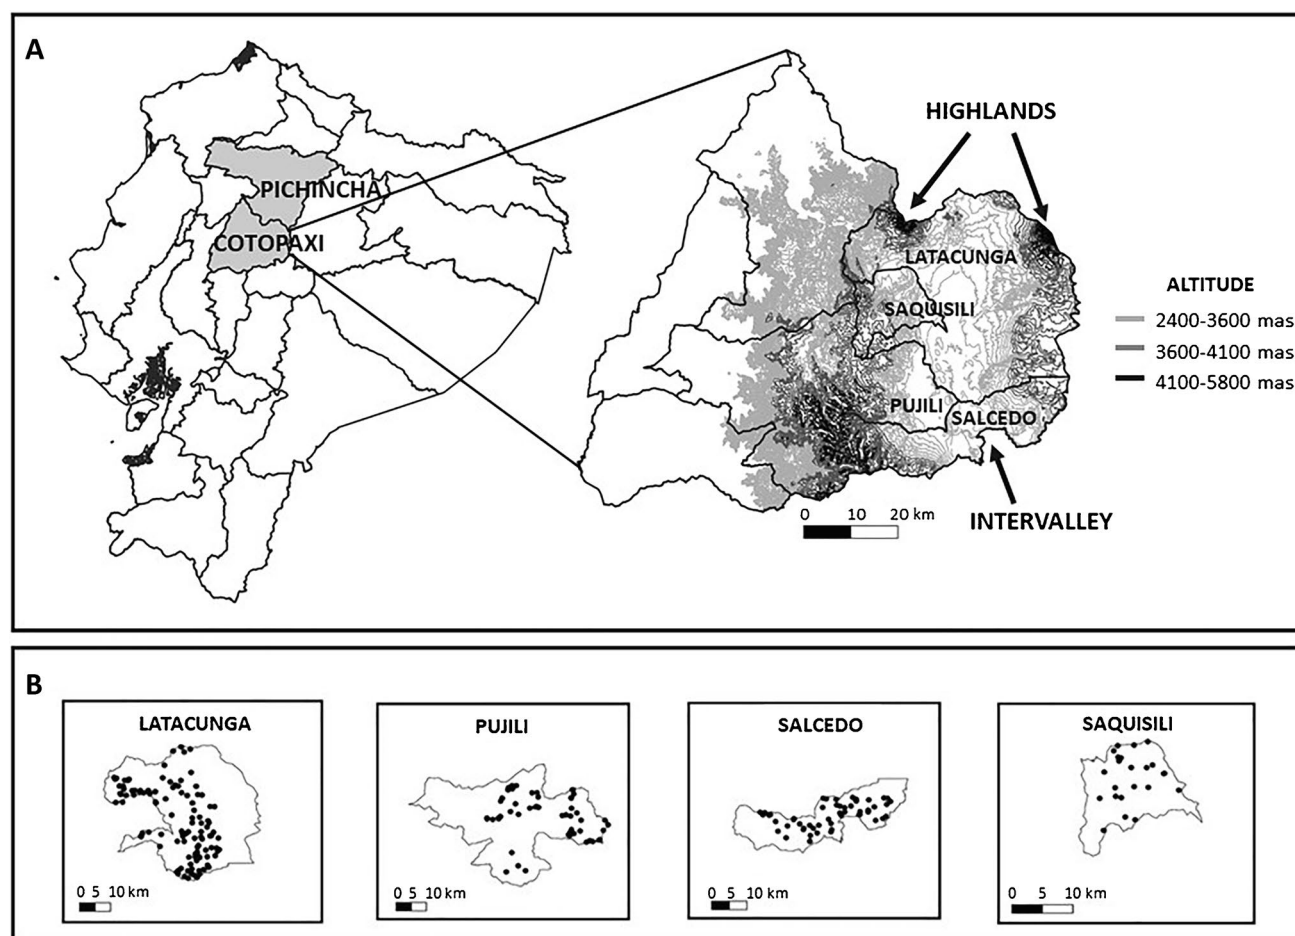 A
PICHINCHA
COTOPAXI
HIGHLANDS
LATACUNGA
SAQUISILI
PUJILI
SALCEDO
INTERVALLEY
0 10 20 km
ALTITUDE
2400-3600 mas
3600-4100 mas
4100-5800 mas
B
LATACUNGA
0 5 10 km
PUJILI
0 5 10 km
SALCEDO
0 5 10 km
SAQUISILI
0 5 10 km